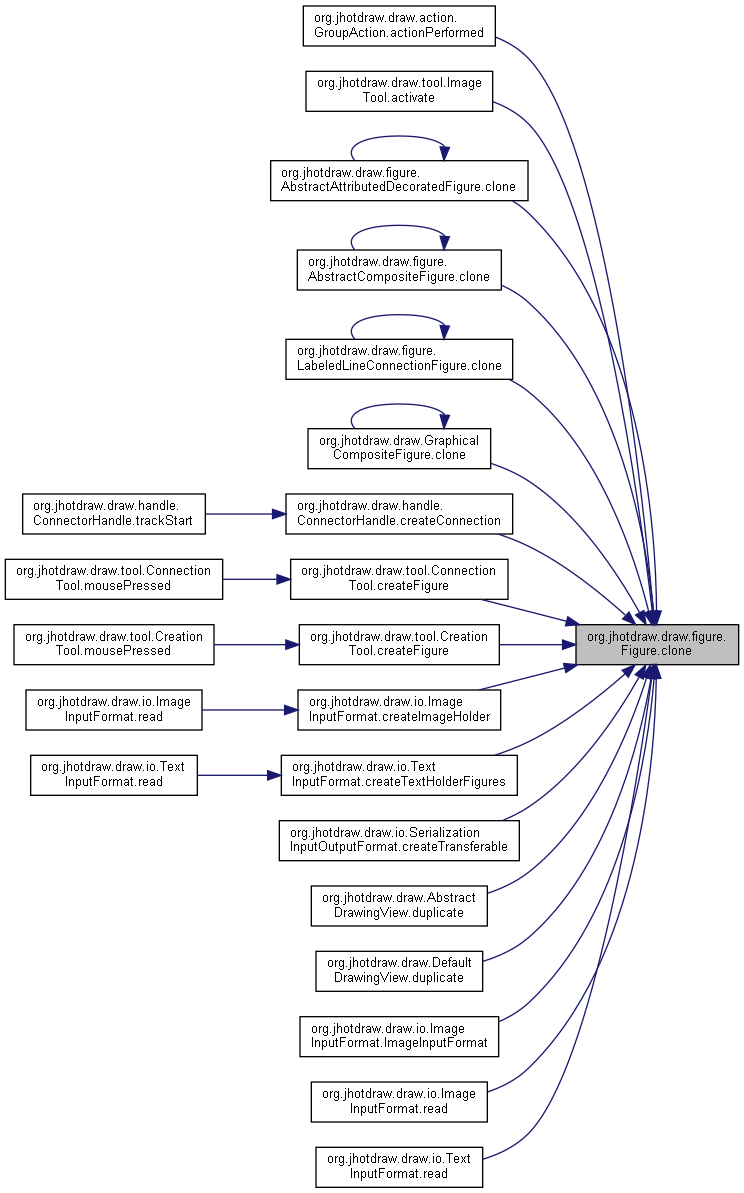 org.jhotdraw.draw.action.
GroupAction.actionPerformed
org.jhotdraw.draw.tool.Image
Tool.activate
org.jhotdraw.draw.figure.
AbstractAttributedDecoratedFigure.clone
org.jhotdraw.draw.figure.
AbstractCompositeFigure.clone
org.jhotdraw.draw.figure.
LabeledLineConnectionFigure.clone
org.jhotdraw.draw.Graphical
CompositeFigure.clone
org.jhotdraw.draw.handle.
ConnectorHandle.trackStart
org.jhotdraw.draw.handle.
ConnectorHandle.createConnection
org.jhotdraw.draw.tool.Connection
Tool.mousePressed
org.jhotdraw.draw.tool.Connection
Tool.createFigure
org.jhotdraw.draw.tool.Creation
Tool.mousePressed
org.jhotdraw.draw.tool.Creation
Tool.createFigure
org.jhotdraw.draw.figure.
Figure.clone
org.jhotdraw.draw.io.Image
InputFormat.read
org.jhotdraw.draw.io.Image
InputFormat.createImageHolder
org.jhotdraw.draw.io.Text
InputFormat.read
org.jhotdraw.draw.io.Text
InputFormat.createTextHolderFigures
org.jhotdraw.draw.io.Serialization
InputOutputFormat.createTransferable
org.jhotdraw.draw.Abstract
DrawingView.duplicate
org.jhotdraw.draw.Default
DrawingView.duplicate
org.jhotdraw.draw.io.Image
InputFormat.ImageInputFormat
org.jhotdraw.draw.io.Image
InputFormat.read
org.jhotdraw.draw.io.Text
InputFormat.read